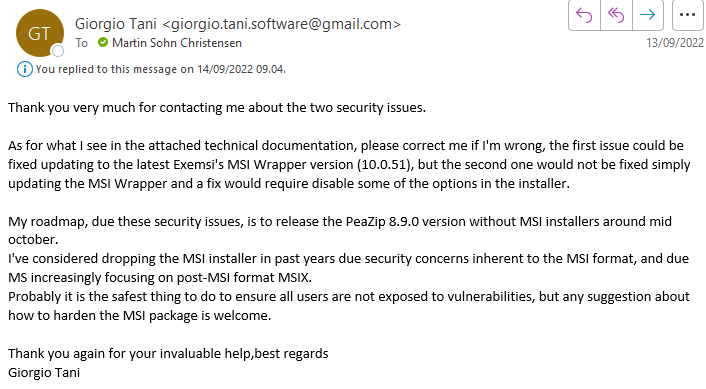 GT
Giorgio Tani <giorgio.tani.software@gmail.com>
To Martin Sohn Christensen
13/09/2022
You replied to this message on 14/09/2022 09.04.
Thank you very much for contacting me about the two security issues.
As for what I see in the attached technical documentation, please correct me if I'm wrong, the first issue could be
fixed updating to the latest Exemsi's MSI Wrapper version (10.0.51), but the second one would not be fixed simply
updating the MSI Wrapper and a fix would require disable some of the options in the installer.
My roadmap, due these security issues, is to release the PeaZip 8.9.0 version without MSI installers around mid
october.
I've considered dropping the MSI installer in past years due security concerns inherent to the MSI format, and due
MS increasingly focusing on post-MSI format MSIX.
Probably it is the safest thing to do to ensure all users are not exposed to vulnerabilities, but any suggestion about
how to harden the MSI package is welcome.
Thank you again for your invaluable help,best regards
Giorgio Tani